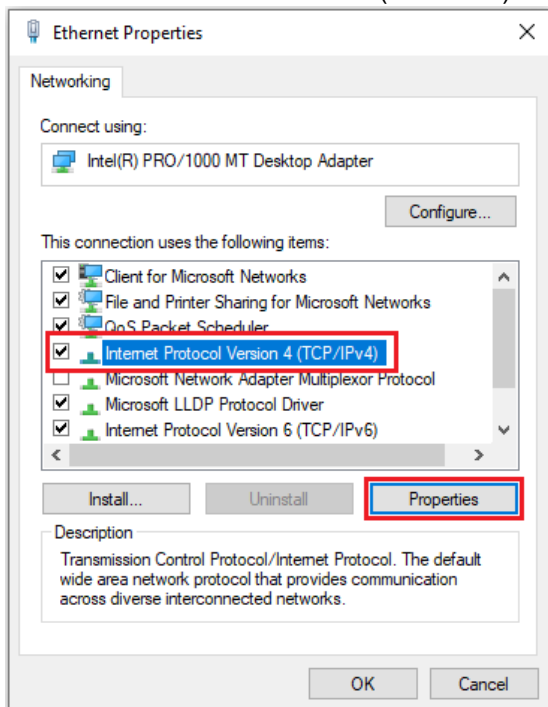 Ethernet Properties
Networking
Connect using:
Intel(R) PRO/1000 MT Desktop Adapter
Configure...
This connection uses the following items:
Client for Microsoft Networks
File and Printer Sharing for Microsoft Networks
QoS Packet Scheduler
Internet Protocol Version 4 (TCP/IPv4)
Microsoft Network Adapter Multiplexor Protocol
Microsoft LLDP Protocol Driver
Internet Protocol Version 6 (TCP/IPv6)
Install... Uninstall Properties
Description
Transmission Control Protocol/Internet Protocol. The default
wide area network protocol that provides communication
across diverse interconnected networks.
OK Cancel